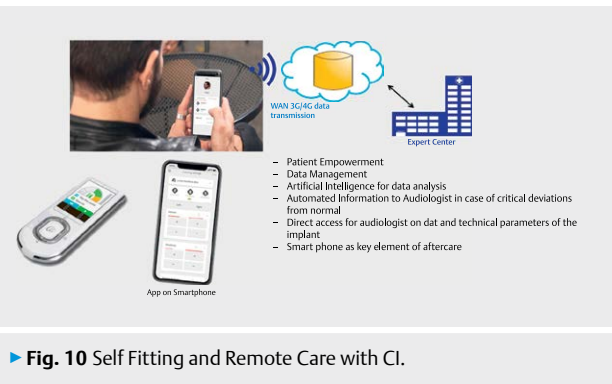 WAN 3G/4G data
transmission
Expert Center
– Patient Empowerment
– Data Management
– Artificial Intelligence for data analysis
– Automated Information to Audiologist in case of critical deviations
from normal
– Direct access for audiologist on dat and technical parameters of the
implant
– Smart phone as key element of aftercare
App on Smartphone
► Fig. 10 Self Fitting and Remote Care with CI.